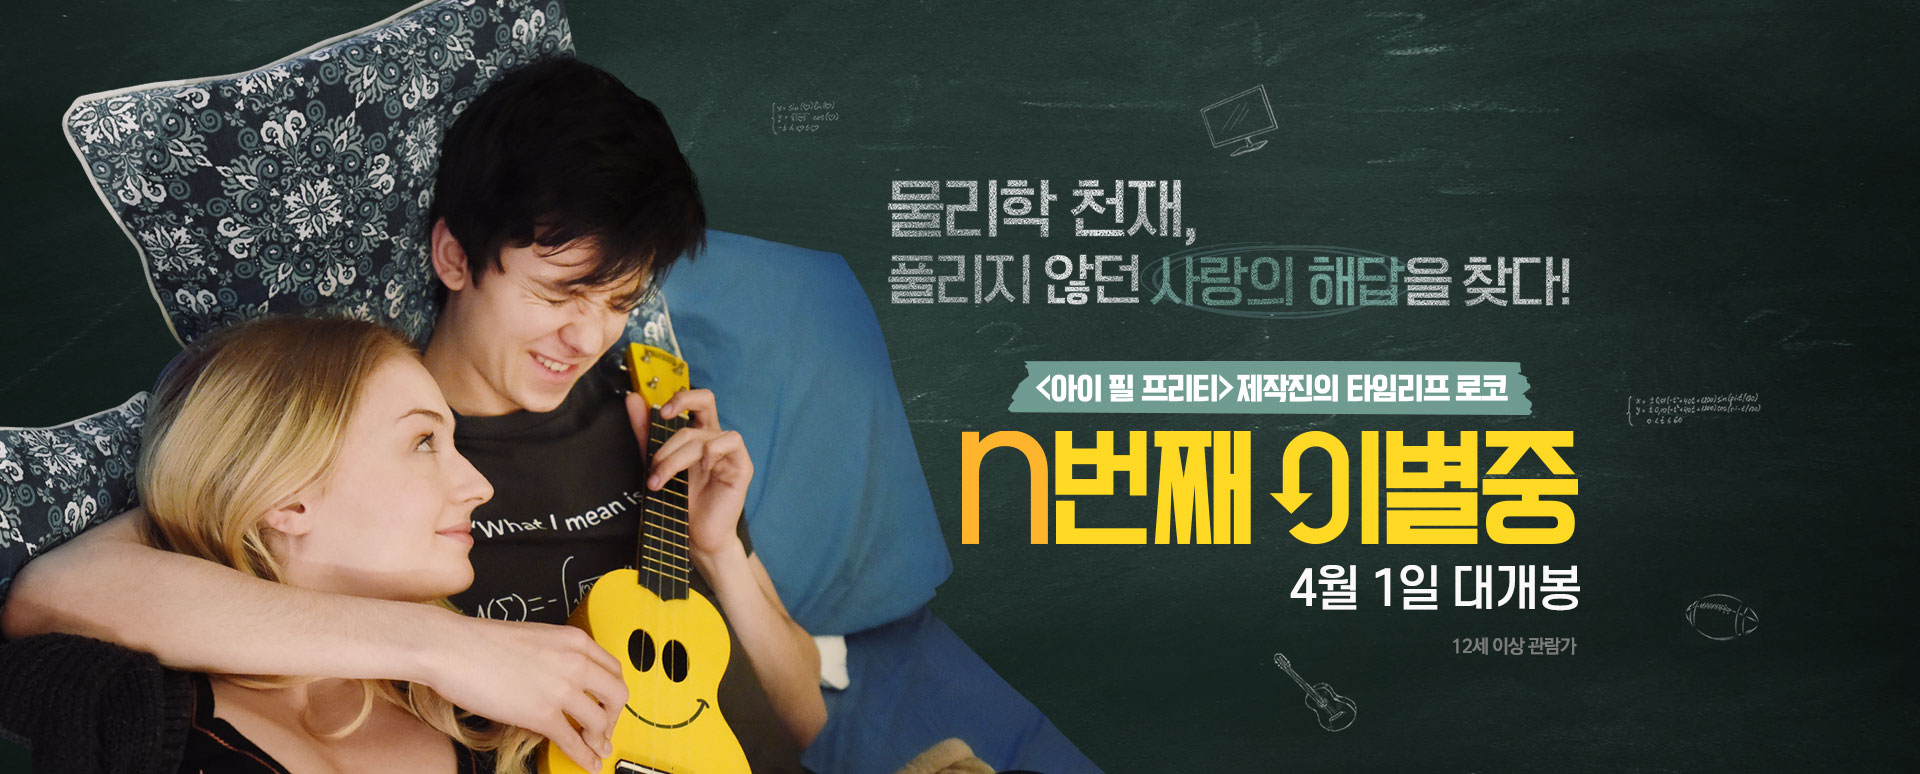 물리학 천재,
풀리지 않던 사랑의 해답을 찾다!
<아이 필 프리티> 제작진의 타임리프 로코
n번째 이별중
4월 1일 대개봉
12세 이상 관람가
"What I mean is